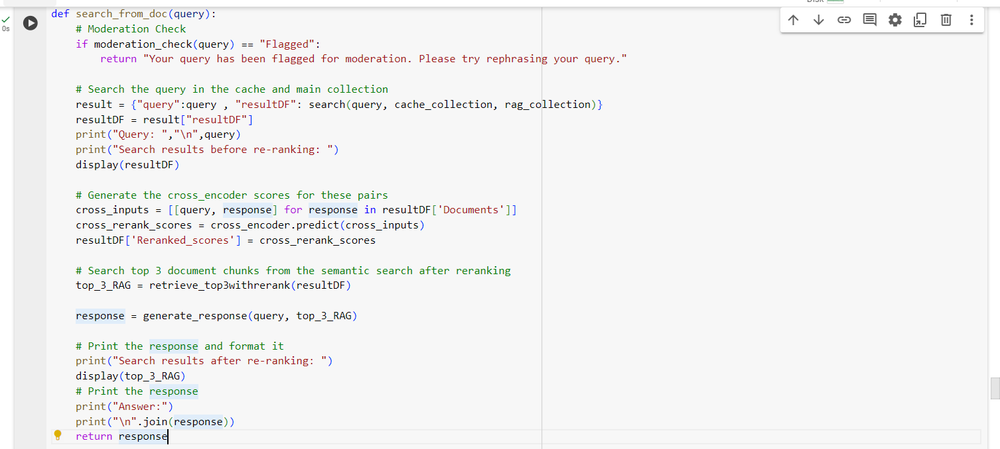 Disk
def search_from_doc(query):
0s
    # Moderation Check
    if moderation_check(query) == "Flagged":
        return "Your query has been flagged for moderation. Please try rephrasing your query."
    # Search the query in the cache and main collection
    result = {"query":query , "resultDF": search(query, cache_collection, rag_collection)}
    resultDF = result["resultDF"]
    print("Query: ","\n",query)
    print("Search results before re-ranking: ")
    display(resultDF)
    # Generate the cross_encoder scores for these pairs
    cross_inputs = [[query, response] for response in resultDF['Documents']]
    cross_rerank_scores = cross_encoder.predict(cross_inputs)
    resultDF['Reranked_scores'] = cross_rerank_scores
    # Search top 3 document chunks from the semantic search after reranking
    top_3_RAG = retrieve_top3withrerank(resultDF)
    response = generate_response(query, top_3_RAG)
    # Print the response and format it
    print("Search results after re-ranking: ")
    display(top_3_RAG)
    # Print the response
    print("Answer:")
    print("\n".join(response))
    return response